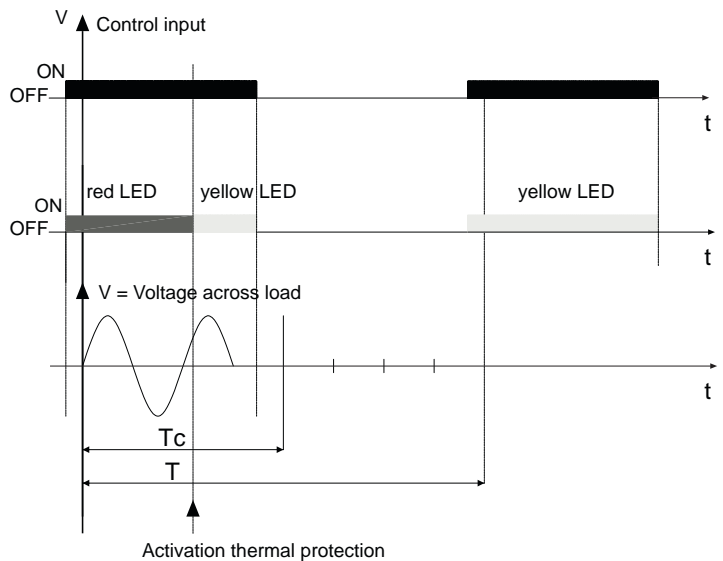 V
Control input
ON
OFF
t
red LED
yellow LED
yellow LED
ON
OFF
t
V = Voltage across load
t
Tc
T
Activation thermal protection